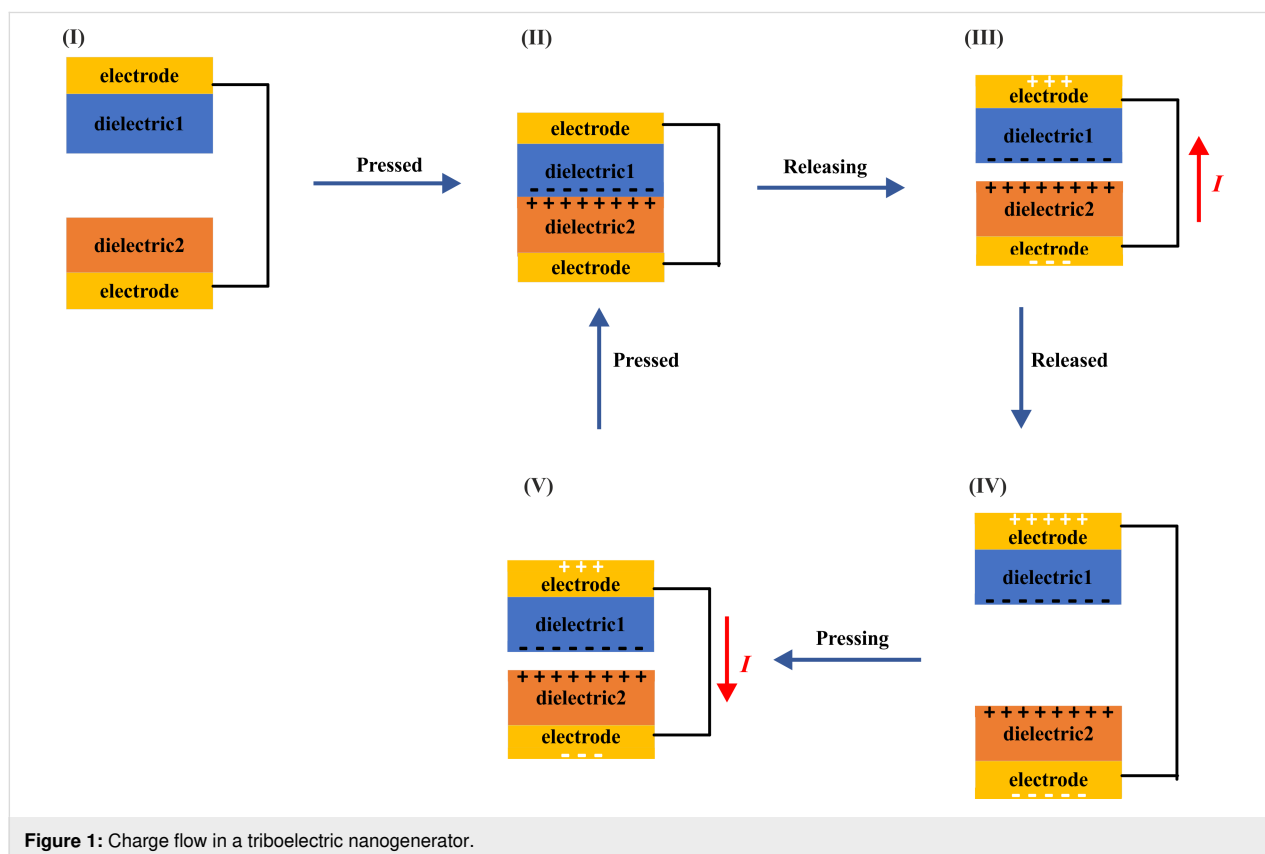 (I)
electrode
dielectric1
dielectric2
electrode
Pressed
(II)
electrode
dielectric1
- - - - - - - -
+ + + + + + + +
dielectric2
electrode
Releasing
(III)
+ + +
electrode
dielectric1
- - - - - - - -
+ + + + + + + +
dielectric2
electrode
- - -
I
Pressed
Released
(V)
+ + +
electrode
dielectric1
- - - - - - - -
+ + + + + + + +
dielectric2
electrode
- - -
I
Pressing
(IV)
+ + + + +
electrode
dielectric1
- - - - - - - -
+ + + + + + + +
dielectric2
electrode
- - - - -
Figure 1: Charge flow in a triboelectric nanogenerator.